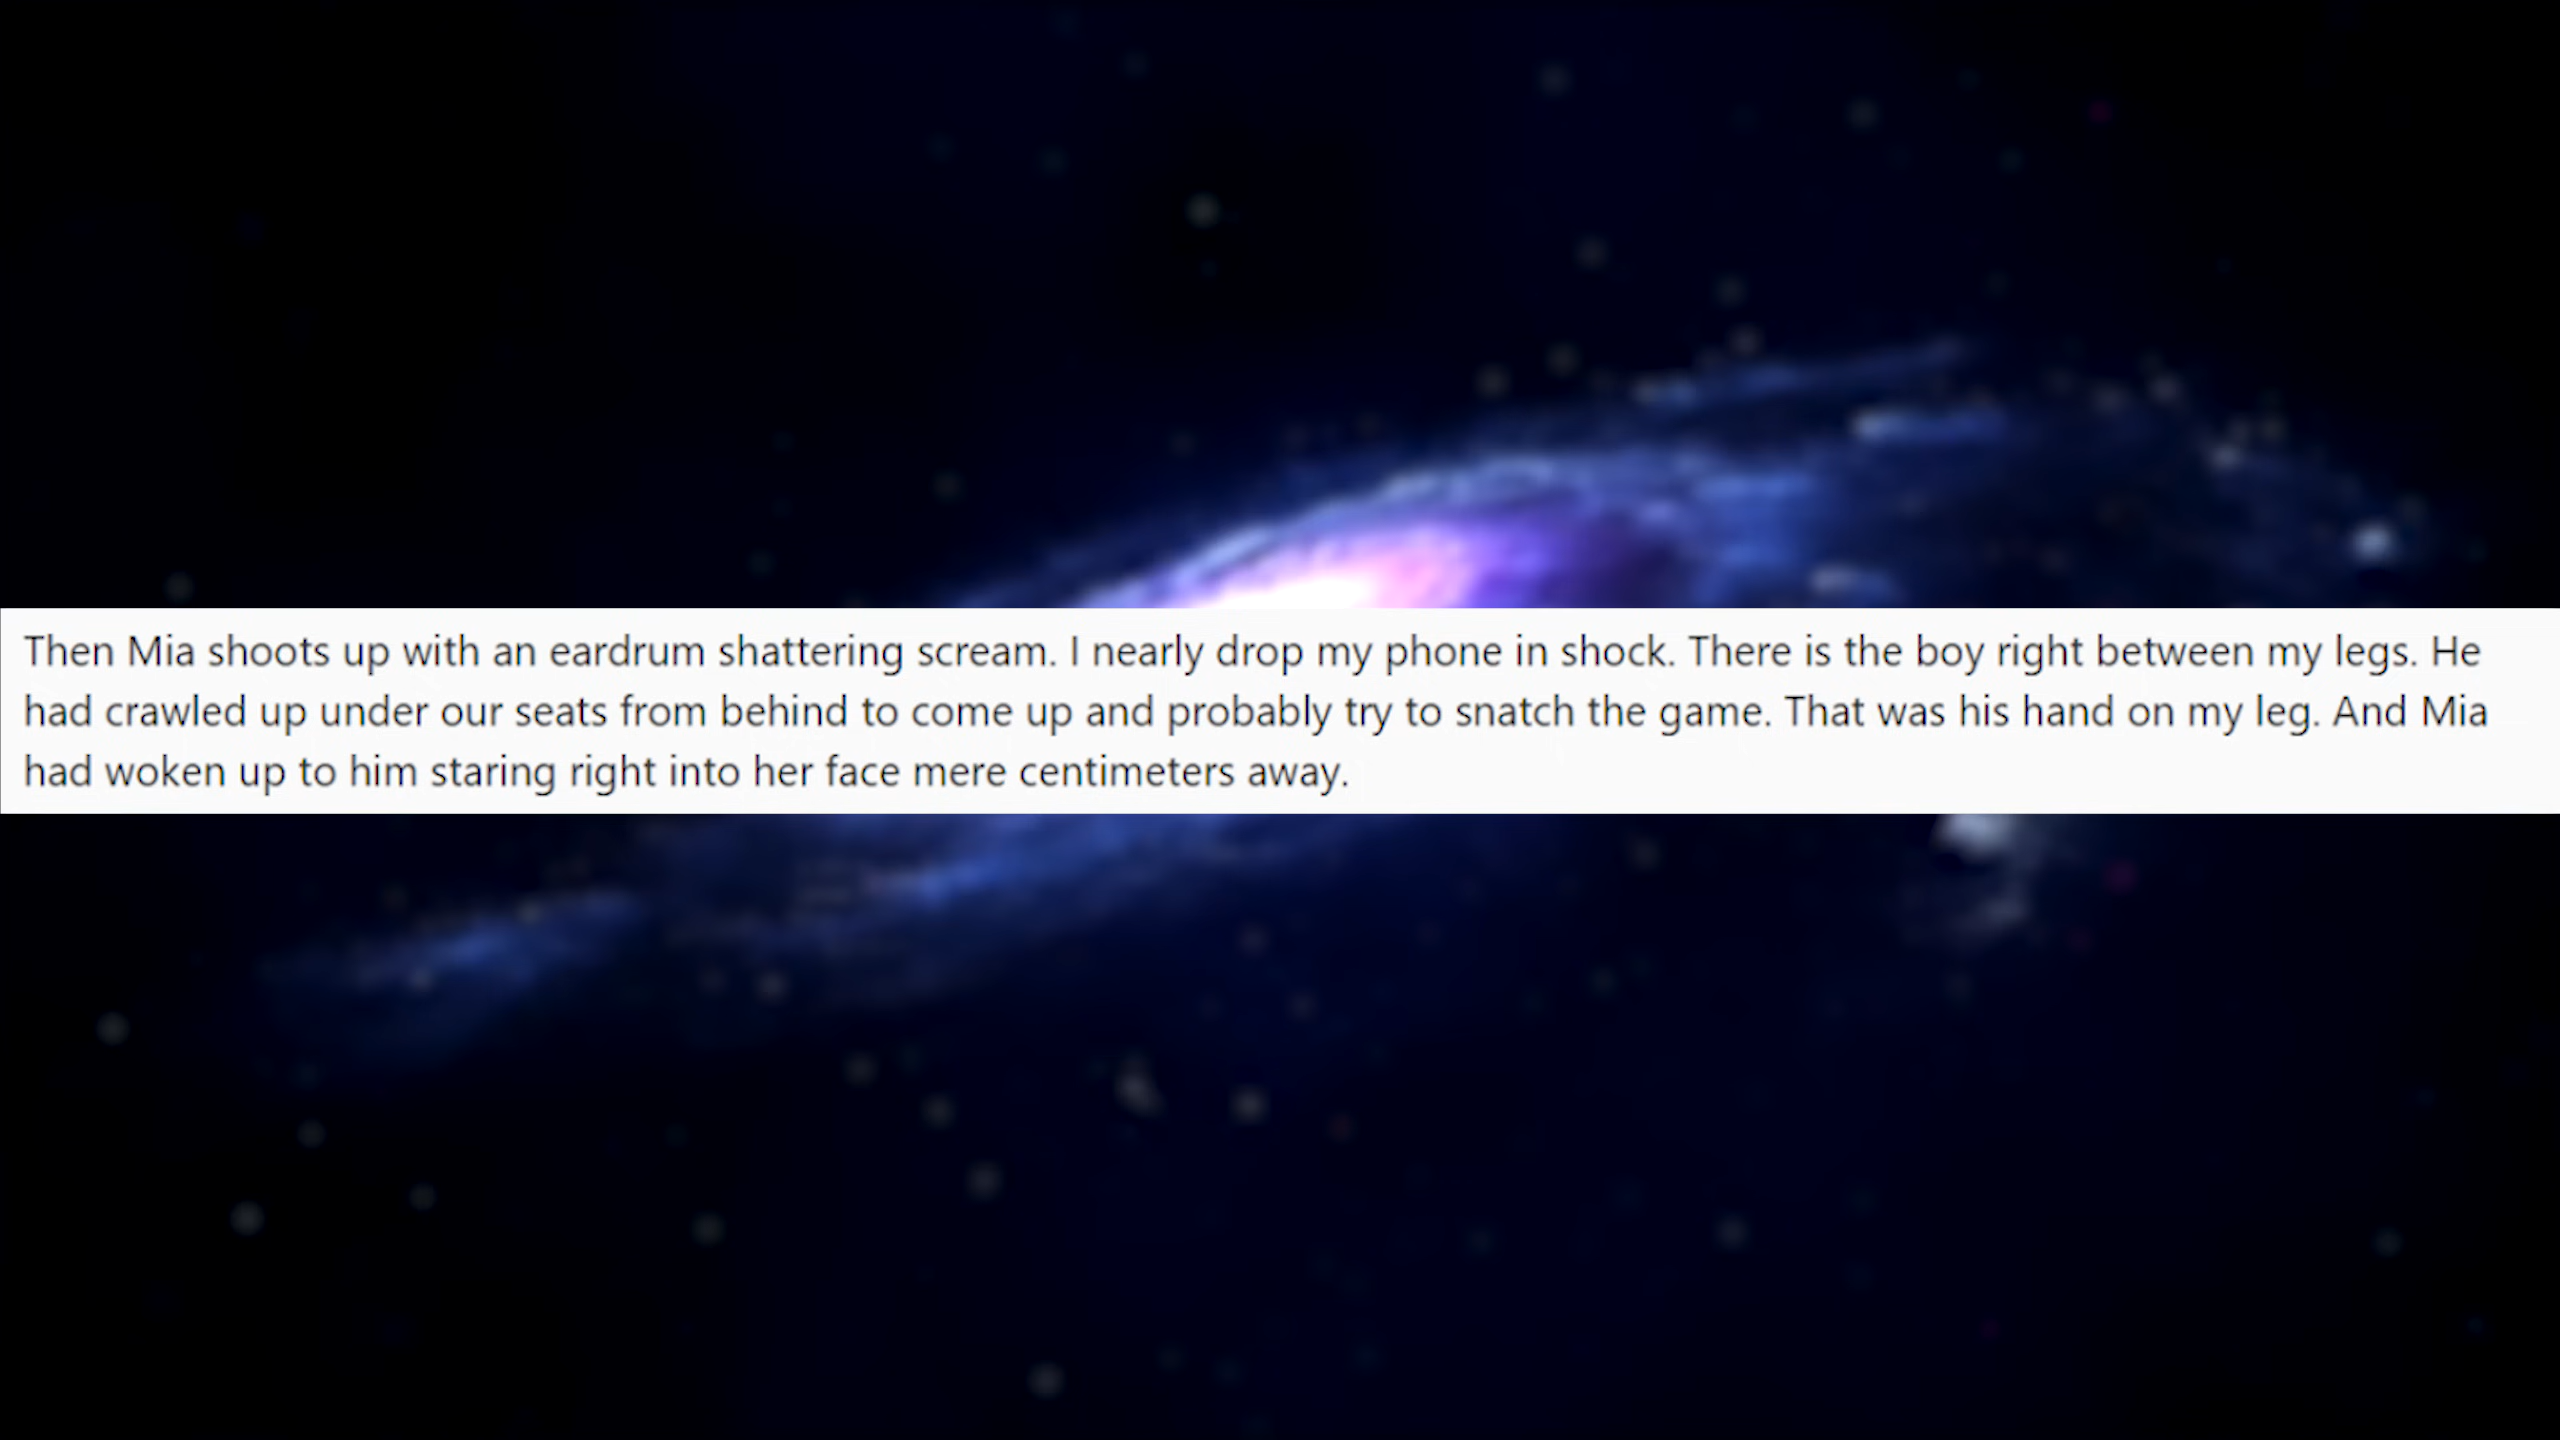 Then Mia shoots up with an eardrum shattering scream. I nearly drop my phone in shock. There is the boy right between my legs. He
had crawled up under our seats from behind to come up and probably try to snatch the game. That was his hand on my leg. And Mia
had woken up to him staring right into her face mere centimeters away.